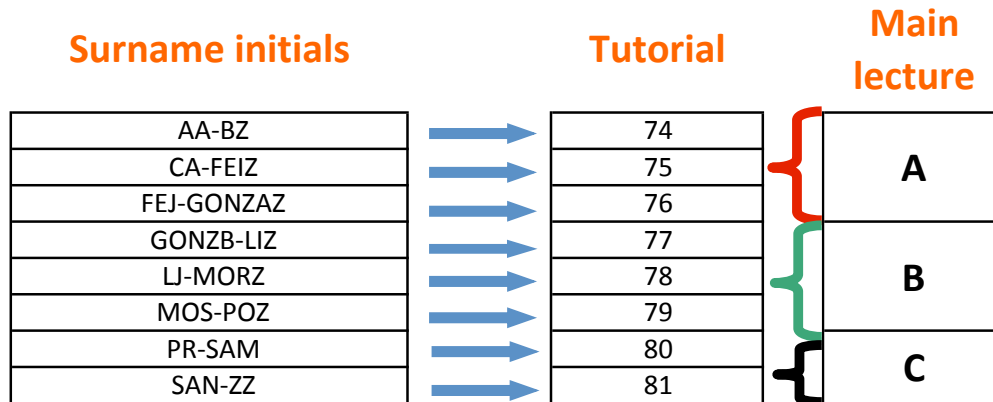 Surname initials Tutorial Main lecture
AA-BZ 74
CA-FEIZ 75 A
FEJ-GONZAZ 76
GONZB-LIZ 77
LJ-MORZ 78 B
MOS-POZ 79
PR-SAM 80
SAN-ZZ 81 C